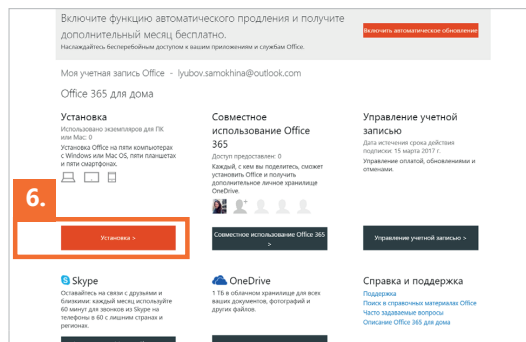 Включите функцию автоматического продления и получите
дополнительный месяц бесплатно.
Наслаждайтесь бесперебойным доступом к вашим приложениям и службам Office.
Включить автоматическое обновление
Моя учетная запись Office - lyubov.samokhina@outlook.com
Office 365 для дома
Установка
Использовано экземпляров для ПК
или Mac: 0
Установка Office на пяти компьютерах
с Windows или Mac OS, пяти планшетах
и пяти смартфонах.
6.
Установка >
Совместное
использование Office
365
Доступ предоставлен: 0
Каждый, с кем вы поделитесь, сможет
установить Office и получить
дополнительное личное хранилище
OneDrive.
Совместное использование Office 365
>
Управление учетной
записью
Дата истечения срока действия
подписки: 15 марта 2017 г.
Управление оплатой, обновлениями и
отменами.
Управление учетной записью >
Skype
Оставайтесь на связи с друзьями и
близкими: каждый месяц используйте
60 минут для звонков из Skype на
телефоны в 60 с лишним странах и
регионах.
OneDrive
1 ТБ в облачном хранилище для всех
ваших документов, фотографий и
других файлов.
Справка и поддержка
Поддержка
Поиск в справочных материалах Office
Часто задаваемые вопросы
Описание Office 365 для дома